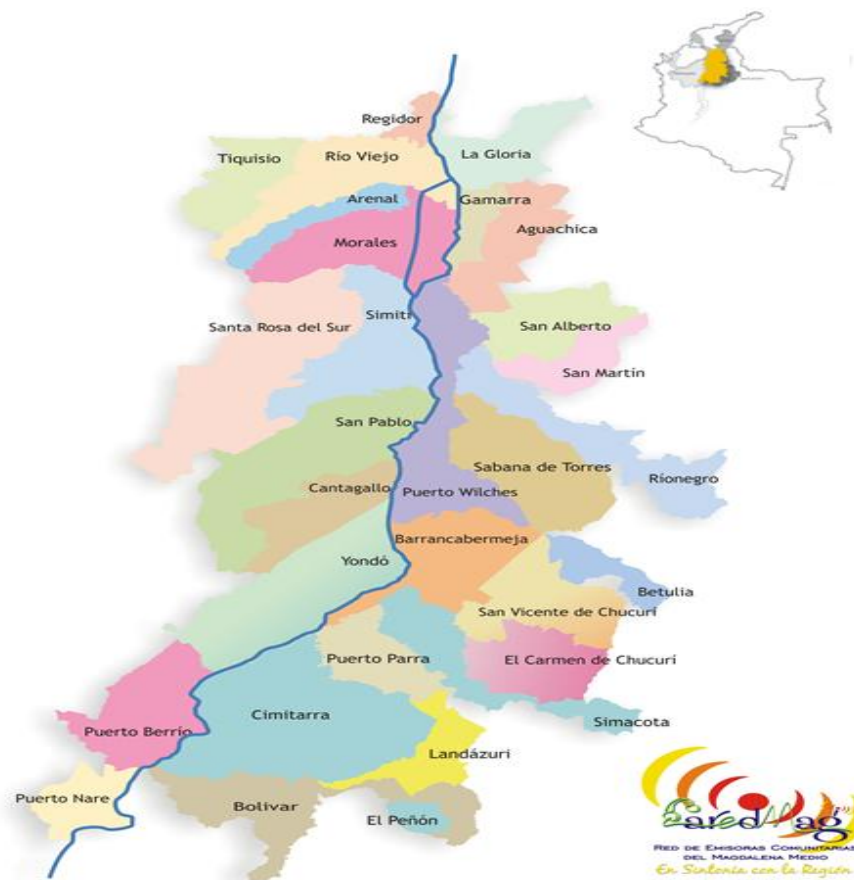 Regidor
Tiquisio
Río Viejo
La Gloria
Arenal
Gamarra
Morales
Aguachica
Simití
Santa Rosa del Sur
San Alberto
San Martín
San Pablo
Sabana de Torres
Ríonegro
Cantagallo
Puerto Wilches
Barrancabermeja
Yondó
Betulia
San Vicente de Chucurí
Puerto Parra
El Carmen de Chucurí
Cimitarra
Simacota
Puerto Berrío
Landázuri
Puerto Nare
Bolivar
El Peñón
LaredMag
RED DE EMISORAS COMUNITARIAS
DEL MAGDALENA MEDIO
En Sintonía con la Región